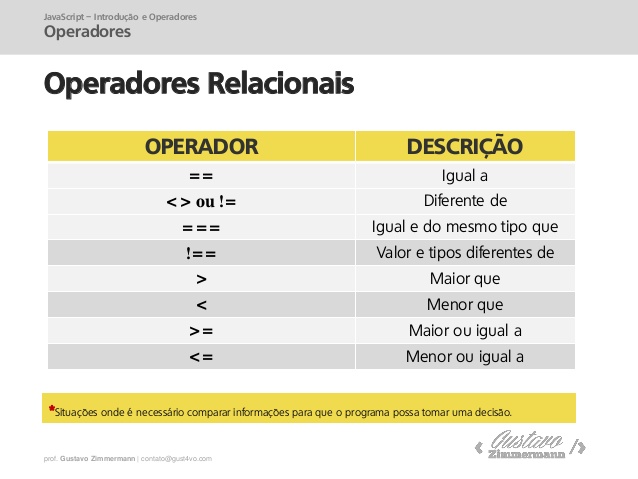 JavaScript – Introdução e Operadores
Operadores
Operadores Relacionais
OPERADOR DESCRIÇÃO
== Igual a
<> ou != Diferente de
=== Igual e do mesmo tipo que
!== Valor e tipos diferentes de
> Maior que
< Menor que
>= Maior ou igual a
<= Menor ou igual a
*Situações onde é necessário comparar informações para que o programa possa tomar uma decisão.
prof. Gustavo Zimmermann | contato@gust4vo.com
Gustavo
< Zimmermann />